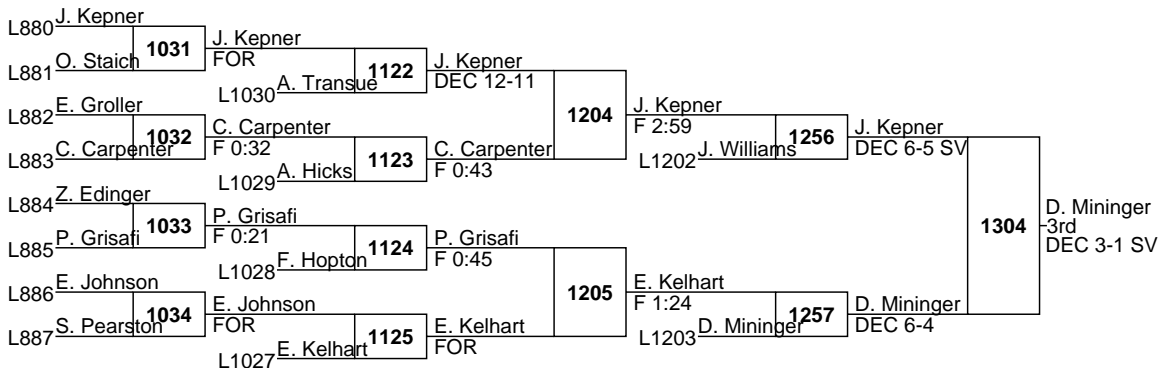 J. Kepner
L880
1031
J. Kepner
FOR
O. Staich
L881
1122
J. Kepner
DEC 12-11
A. Transue
L1030
E. Groller
L882
1204
J. Kepner
F 2:59
1032
C. Carpenter
F 0:32
1256
J. Kepner
DEC 6-5 SV
C. Carpenter
L883
1123
C. Carpenter
F 0:43
J. Williams
L1202
A. Hicks
L1029
Z. Edinger
L884
1033
P. Grisafi
F 0:21
1304
D. Mininger
3rd
DEC 3-1 SV
P. Grisafi
L885
1124
P. Grisafi
F 0:45
F. Hopton
L1028
E. Johnson
L886
1205
E. Kelhart
F 1:24
1034
E. Johnson
FOR
1257
D. Mininger
DEC 6-4
S. Pearston
L887
1125
E. Kelhart
FOR
D. Mininger
L1203
E. Kelhart
L1027